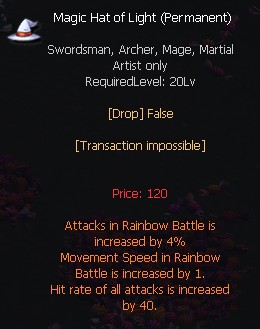 Magic Hat of Light (Permanent)
Swordsman, Archer, Mage, Martial
Artist only
RequiredLevel: 20Lv
[Drop] False
[Transaction impossible]
Price: 120
Attacks in Rainbow Battle is
increased by 4%
Movement Speed in Rainbow
Battle is increased by 1.
Hit rate of all attacks is increased
by 40.